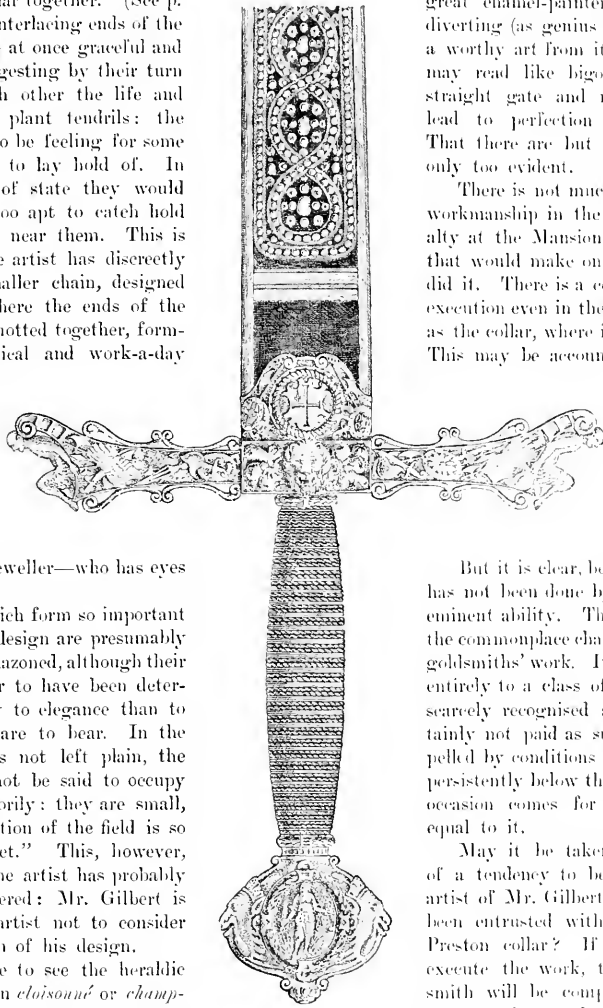 together. (See p.
nterlacing ends of the
at once graceful and
gesting by their turn
h other the life and
plant tendrils: the
o be feeling for some
to lay hold of. In
of state they would
oo apt to catch hold
near them. This is
e artist has discreetly
aller chain, designed
here the ends of the
notted together, form-
ical and work-a-day
eweller—who has eyes
ich form so important
design are presumably
azoned, although their
r to have been deter-
to elegance than to
are to bear. In the
s not left plain, the
not be said to occupy
orily: they are small,
tion of the field is so
et." This, however,
ne artist has probably
ered: Mr. Gilbert is
artist not to consider
n of his design.
e to see the heraldic
n cloisonné or champ-
great enamel-painter
diverting (as genius
a worthy art from it
may read like bigo
straight gate and
lead to perfection
That there are but
only too evident.
There is not muc
workmanship in the
alty at the Mansion
that would make on
did it. There is a c
execution even in the
as the collar, where i
This may be accoun
But it is clear, be
has not been done b
eminent ability. Th
the commonplace cha
goldsmiths' work. I
entirely to a class of
scarcely recognised
tainly not paid as su
pelled by conditions
persistently below th
occasion comes for
equal to it.
May it be taken
of a tendency to be
artist of Mr. Gilbert
been entrusted with
Preston collar? If
execute the work, t
smith will be comp